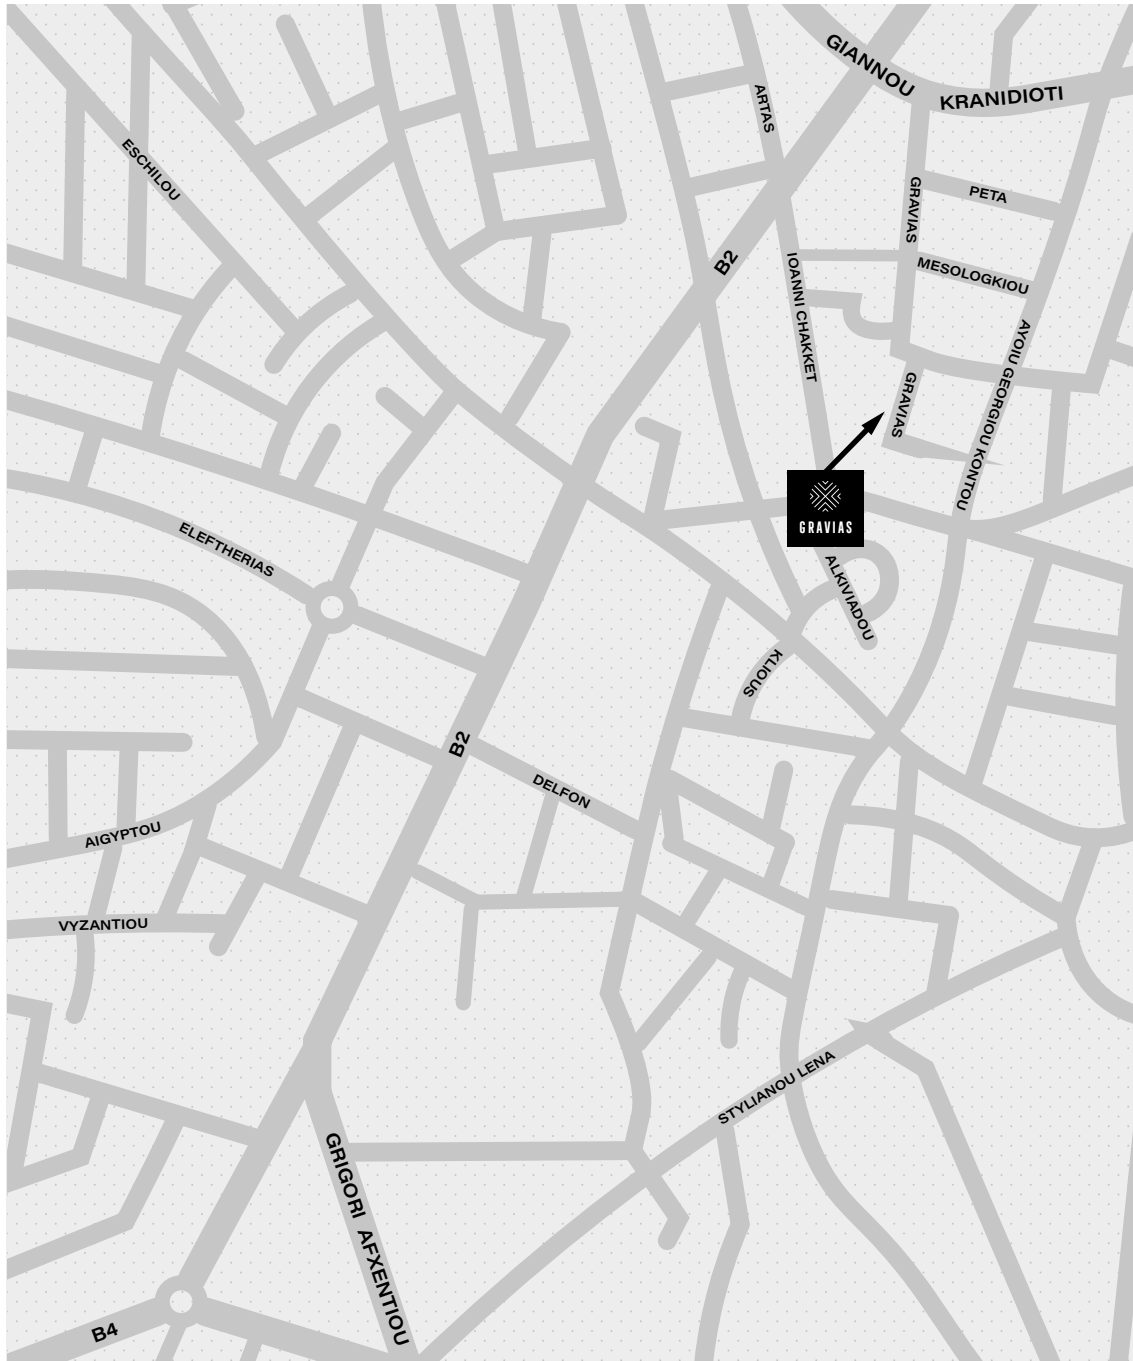 GIANNOU
KRANIDIOTI
ARTAS
ESCHILOU
PETA
GRAVIAS
B2
IOANNI CHAKKET
MESOLOGKIOU
AYOIU GEORGIOU KONTOU
GRAVIAS
GRAVIAS
ELEFTHERIAS
ALKIVIADOU
KLIOUS
B2
DELFON
AIGYPTOU
VYZANTIOU
STYLIANOU LENA
GRIGORI AFXENTIOU
B4